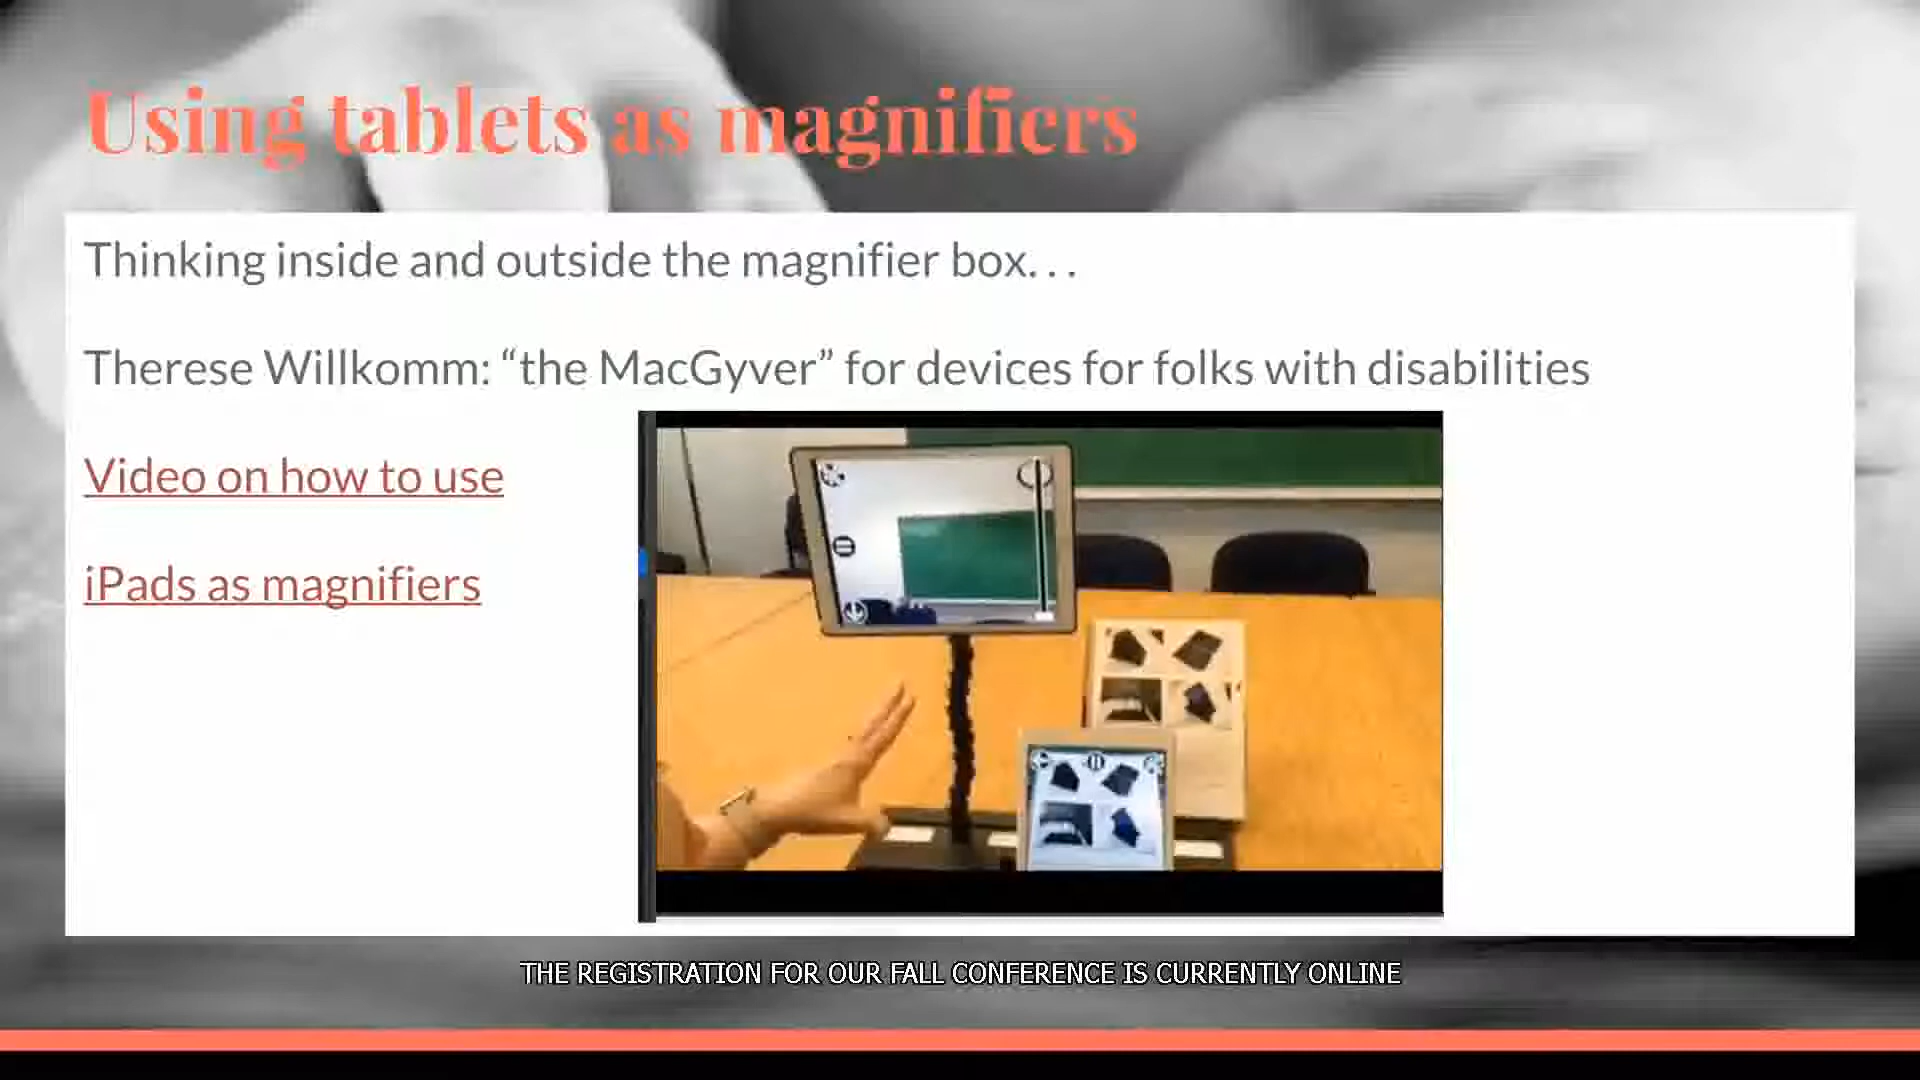 Using tablets as magnifiers
Thinking inside and outside the magnifier box. . .
Therese Willkomm: “the MacGyver” for devices for folks with disabilities
Video on how to use
iPads as magnifiers
THE REGISTRATION FOR OUR FALL CONFERENCE IS CURRENTLY ONLINE